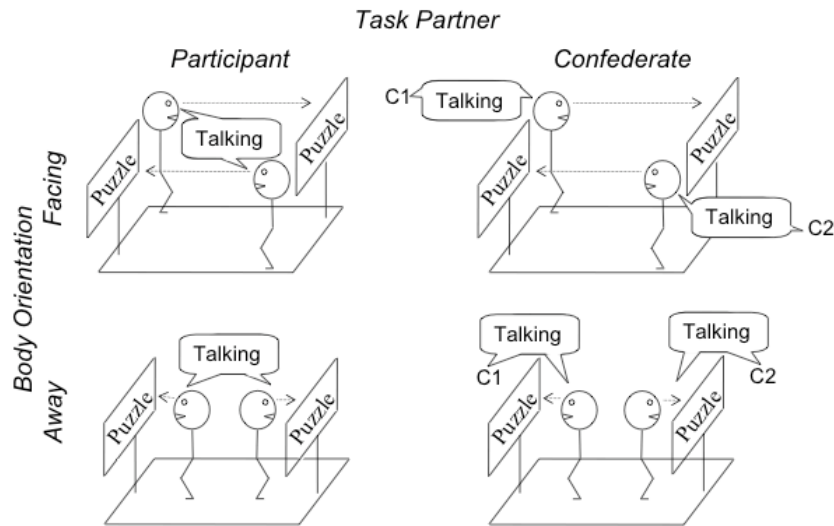 Task Partner
Participant
Confederate
Body Orientation
Facing
Puzzle
Talking
Puzzle
C1
Talking
Puzzle
Puzzle
Talking
C2
Away
Puzzle
Talking
Puzzle
Talking
C1
Puzzle
Talking
C2
Puzzle